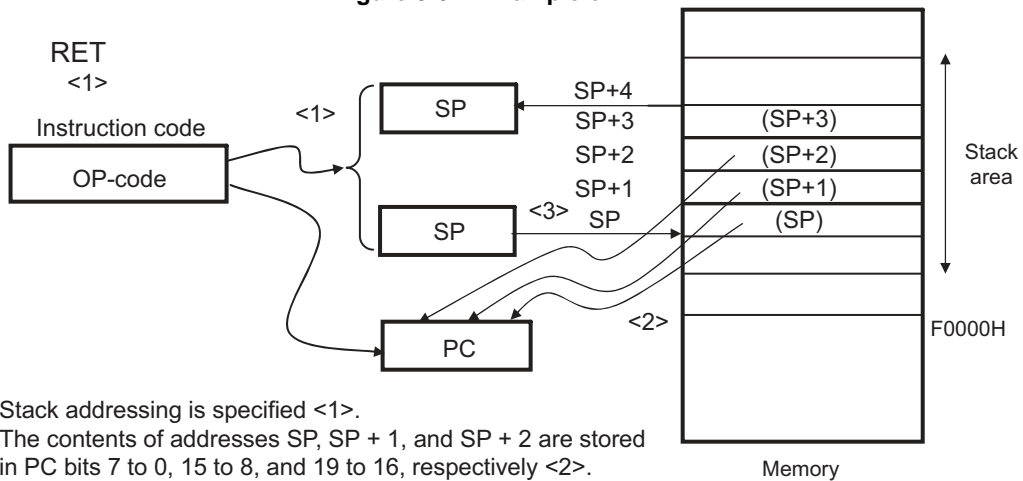 RET
<1>
Instruction code
OP-code
<1>
SP
SP
PC
SP+4
SP+3
SP+2
SP+1
<3> SP
<2>
(SP+3)
(SP+2)
(SP+1)
(SP)
Stack
area
F0000H
Memory
Stack addressing is specified <1>.
The contents of addresses SP, SP + 1, and SP + 2 are stored
in PC bits 7 to 0, 15 to 8, and 19 to 16, respectively <2>.